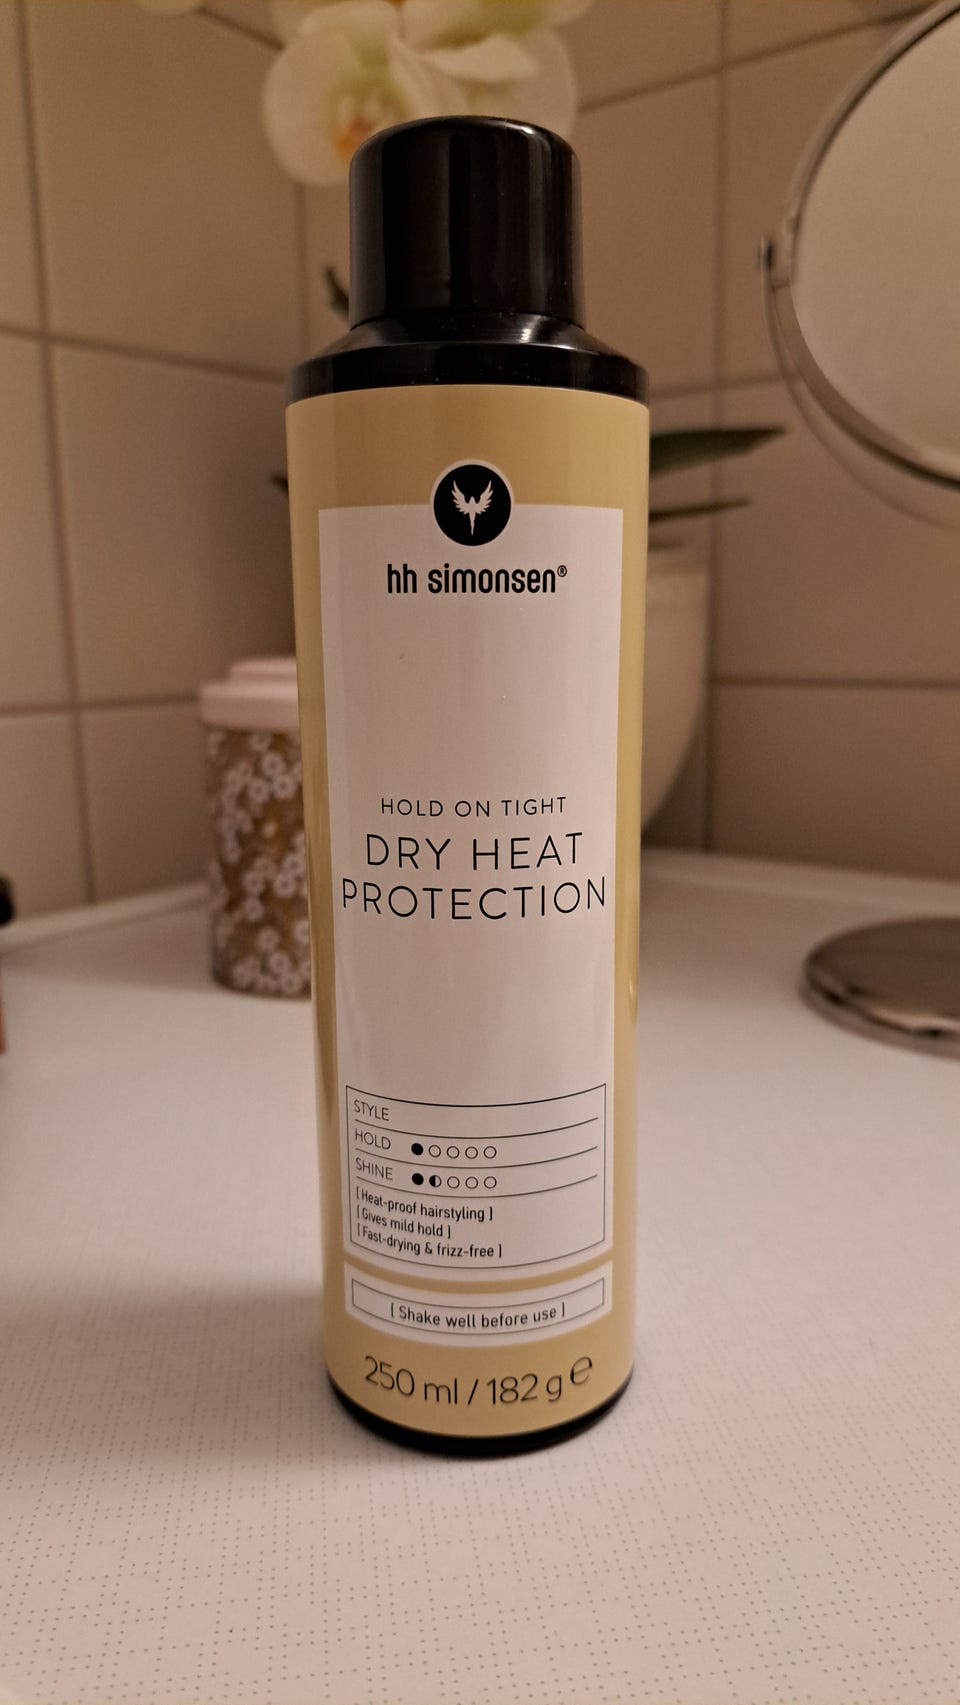 hh simonsen®
HOLD ON TIGHT
DRY HEAT
PROTECTION
STYLE
HOLD ●○○○○
SHINE ●◐○○○
[ Heat-proof hairstyling ]
[ Gives mild hold ]
[ Fast-drying & frizz-free ]
[ Shake well before use ]
250 ml / 182 g ℮